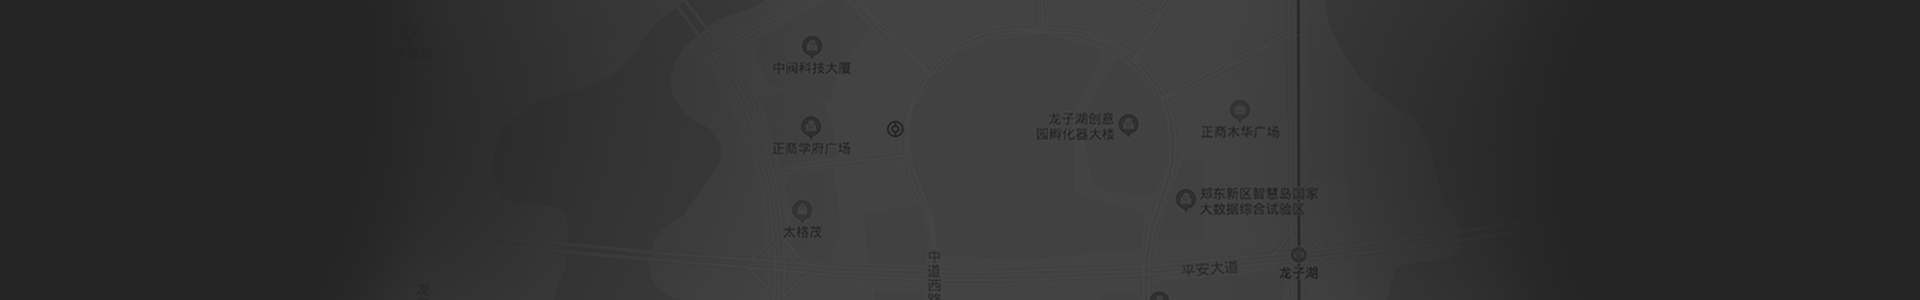 中阀科技大厦
龙子湖创意
园孵化器大楼
正商木华广场
正商学府广场
郑东新区智慧岛国家
大数据综合试验区
太格茂
中道西路
平安大道
龙子湖
龙